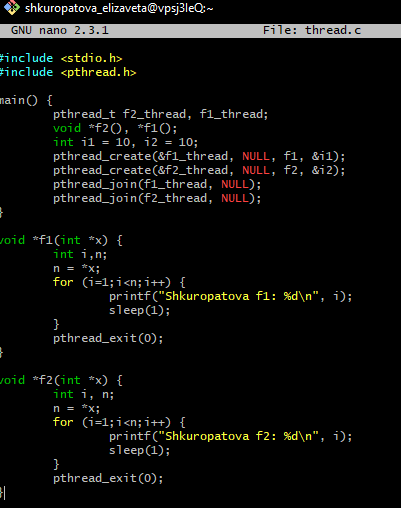 shkuropatova_elizaveta@vpsj3leQ:~
GNU nano 2.3.1 File: thread.c
#include <stdio.h>
#include <pthread.h>
main() {
pthread_t f2_thread, f1_thread;
void *f2(), *f1();
int i1 = 10, i2 = 10;
pthread_create(&f1_thread, NULL, f1, &i1);
pthread_create(&f2_thread, NULL, f2, &i2);
pthread_join(f1_thread, NULL);
pthread_join(f2_thread, NULL);
}
void *f1(int *x) {
int i,n;
n = *x;
for (i=1;i<n;i++) {
printf("Shkuropatova f1: %d\n", i);
sleep(1);
}
pthread_exit(0);
}
void *f2(int *x) {
int i, n;
n = *x;
for (i=1;i<n;i++) {
printf("Shkuropatova f2: %d\n", i);
sleep(1);
}
pthread_exit(0);
}